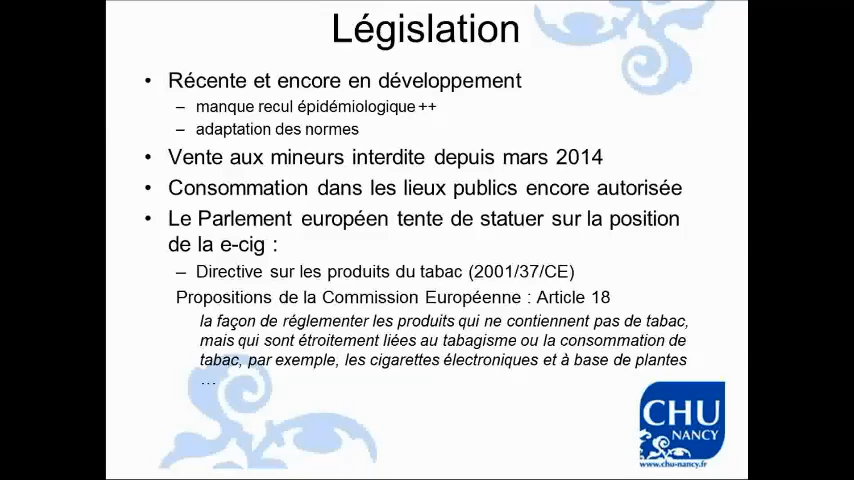 Législation
• Récente et encore en développement
– manque recul épidémiologique ++
– adaptation des normes
• Vente aux mineurs interdite depuis mars 2014
• Consommation dans les lieux publics encore autorisée
• Le Parlement européen tente de statuer sur la position
de la e-cig :
– Directive sur les produits du tabac (2001/37/CE)
Propositions de la Commission Européenne : Article 18
la façon de réglementer les produits qui ne contiennent pas de tabac,
mais qui sont étroitement liées au tabagisme ou la consommation de
tabac, par exemple, les cigarettes électroniques et à base de plantes
…
CHU
NANCY
www.chu-nancy.fr